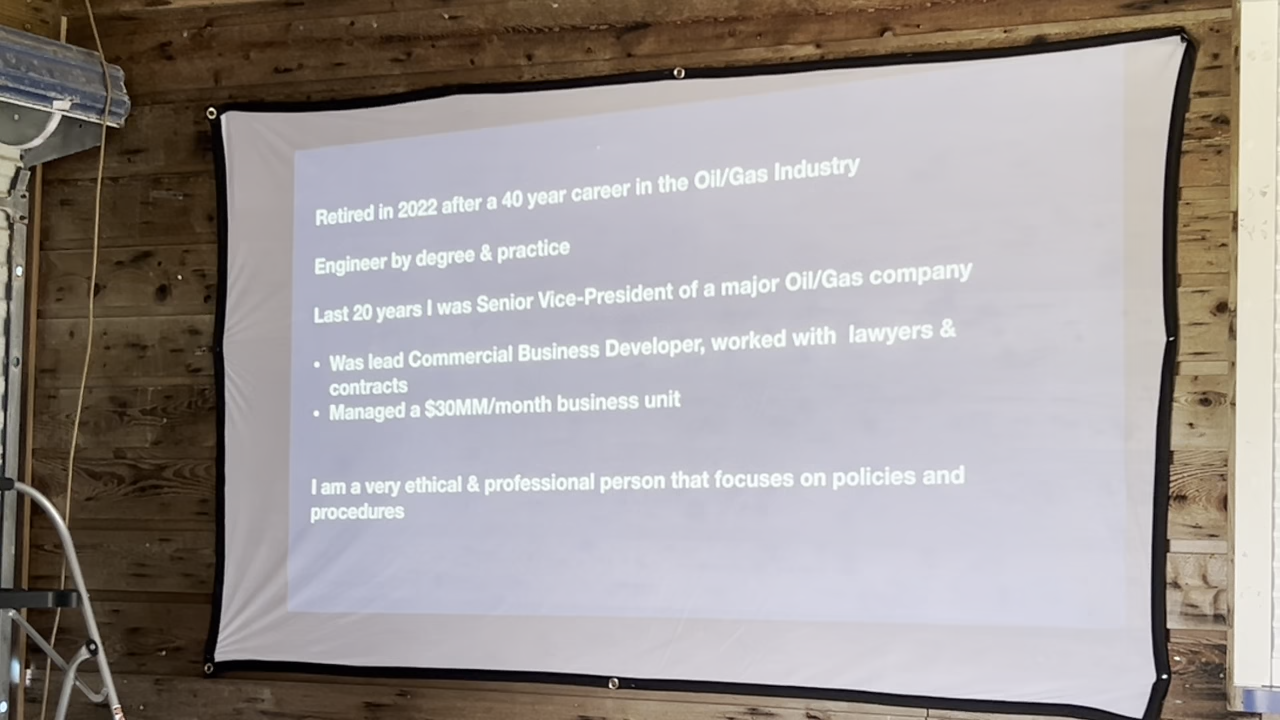 Retired in 2022 after a 40 year career in the Oil/Gas Industry
Engineer by degree & practice
Last 20 years I was Senior Vice-President of a major Oil/Gas company
• Was lead Commercial Business Developer, worked with lawyers &
contracts
• Managed a $30MM/month business unit
I am a very ethical & professional person that focuses on policies and
procedures